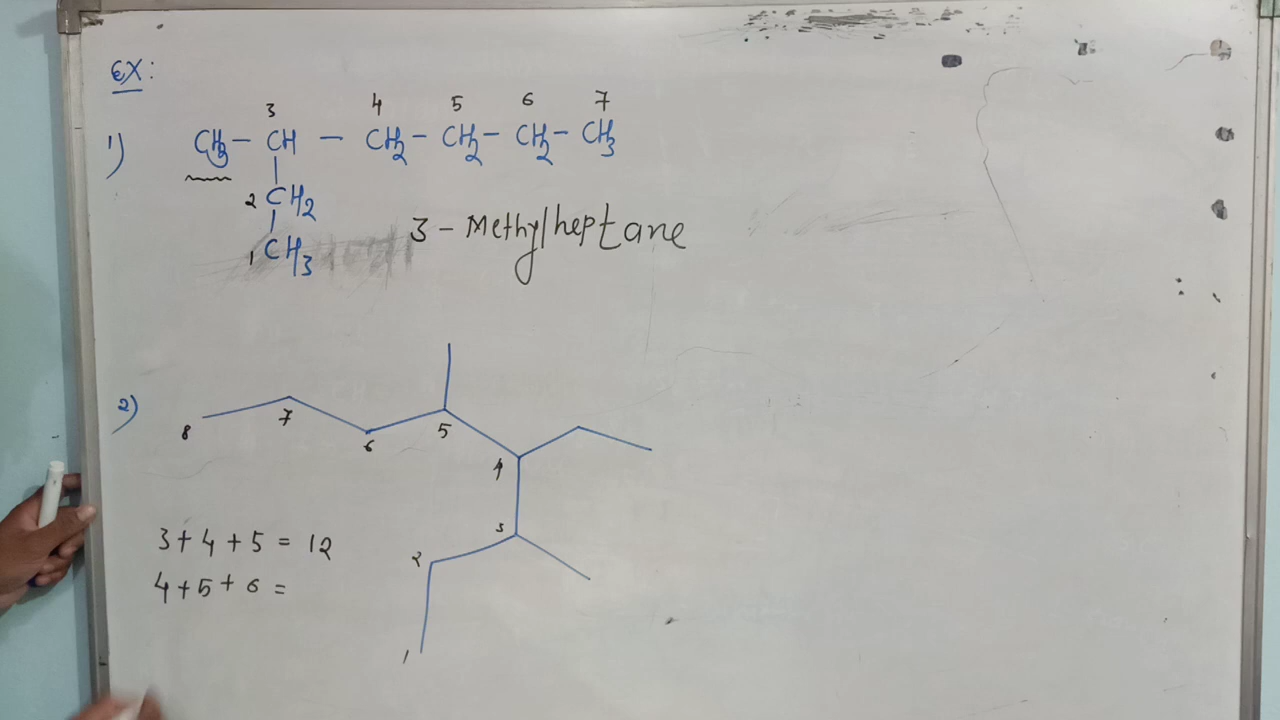 EX:
3 4 5 6 7
1) CH3 - CH - CH2 - CH2 - CH2 - CH3
2 CH2
3 - Methylheptane
1 CH3
2)
8 7 6 5
4
3
2
3 + 4 + 5 = 12
4 + 5 + 6 =
1